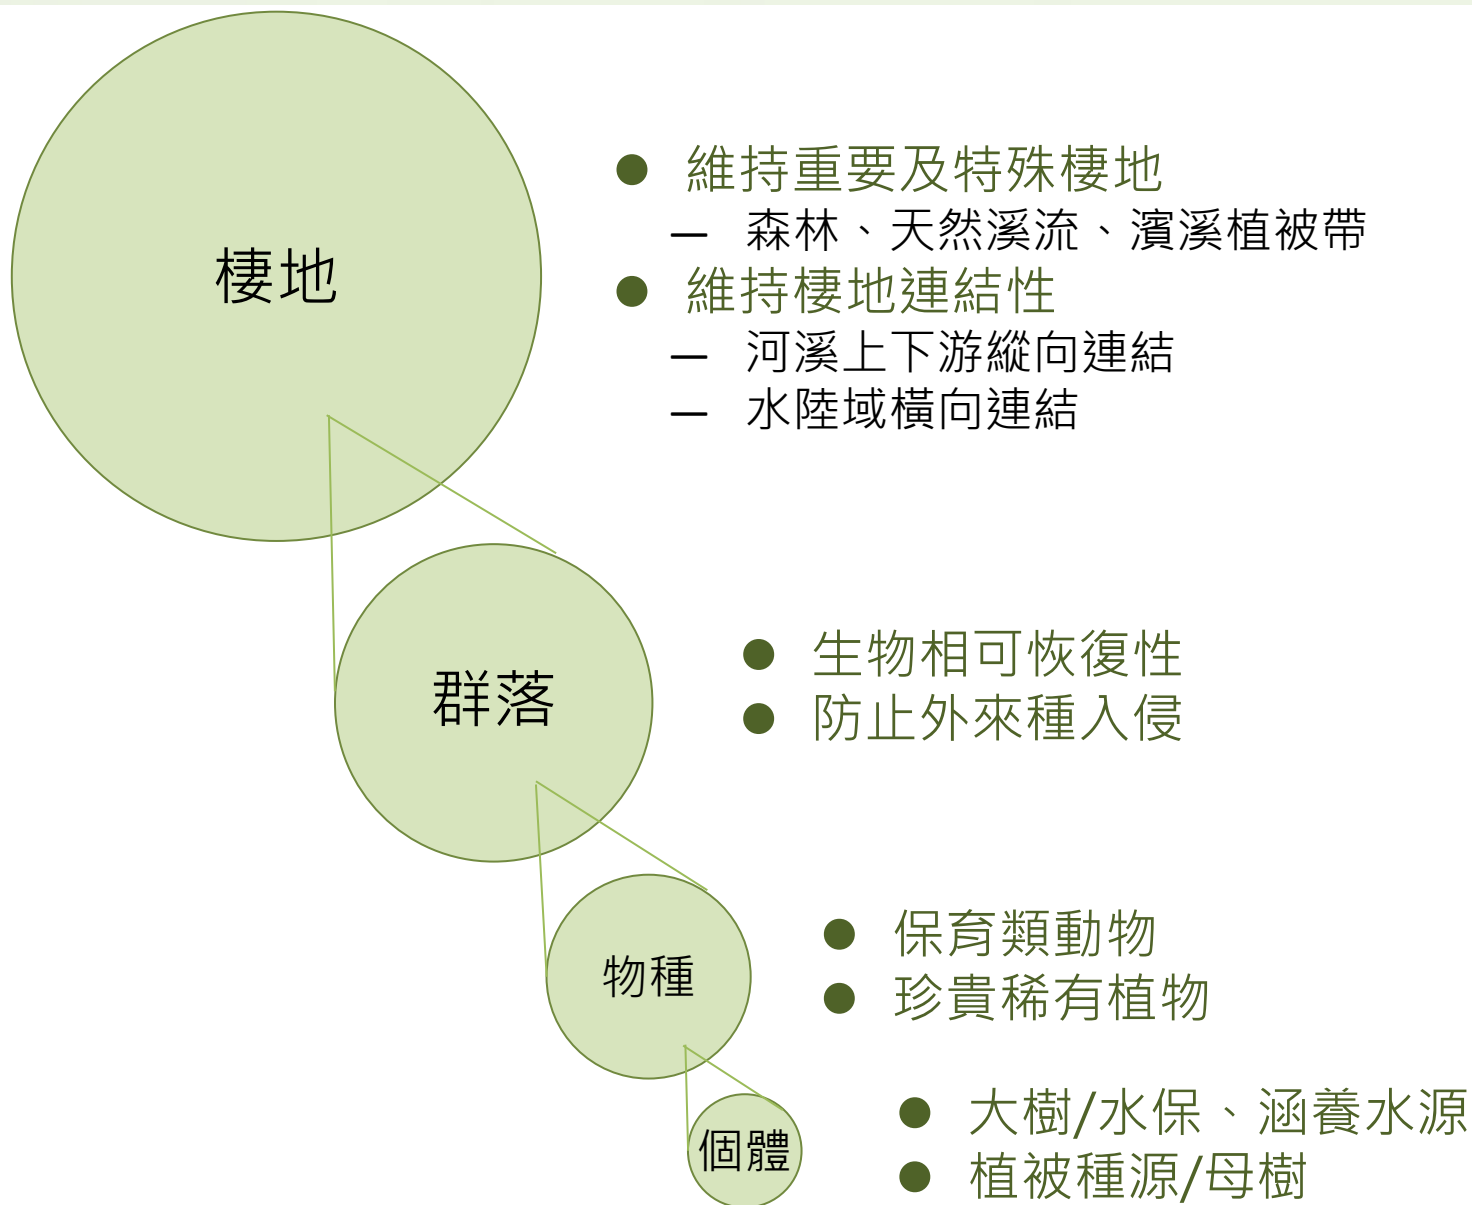 棲地
● 維持重要及特殊棲地
— 森林、天然溪流、濱溪植被帶
● 維持棲地連結性
— 河溪上下游縱向連結
— 水陸域橫向連結
群落
● 生物相可恢復性
● 防止外來種入侵
物種
● 保育類動物
● 珍貴稀有植物
個體
● 大樹/水保、涵養水源
● 植被種源/母樹